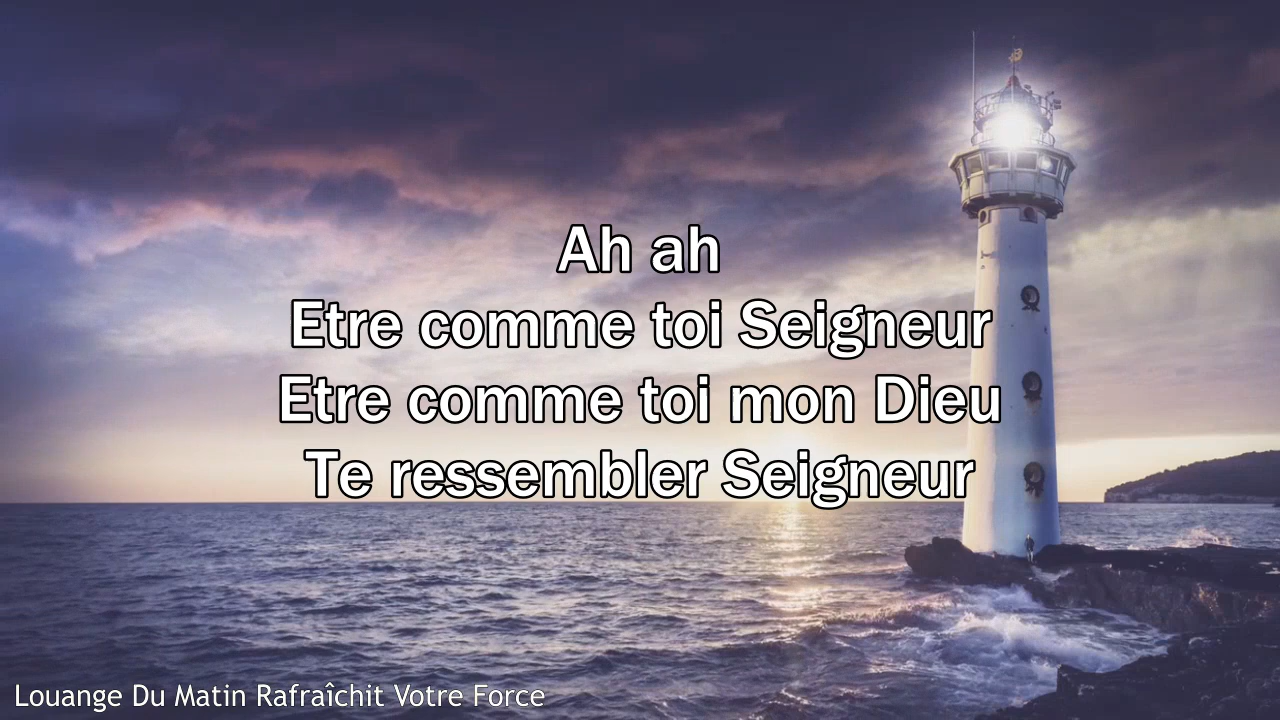 Ah ah
Etre comme toi Seigneur
Etre comme toi mon Dieu
Te ressembler Seigneur
Louange Du Matin Rafraîchit Votre Force